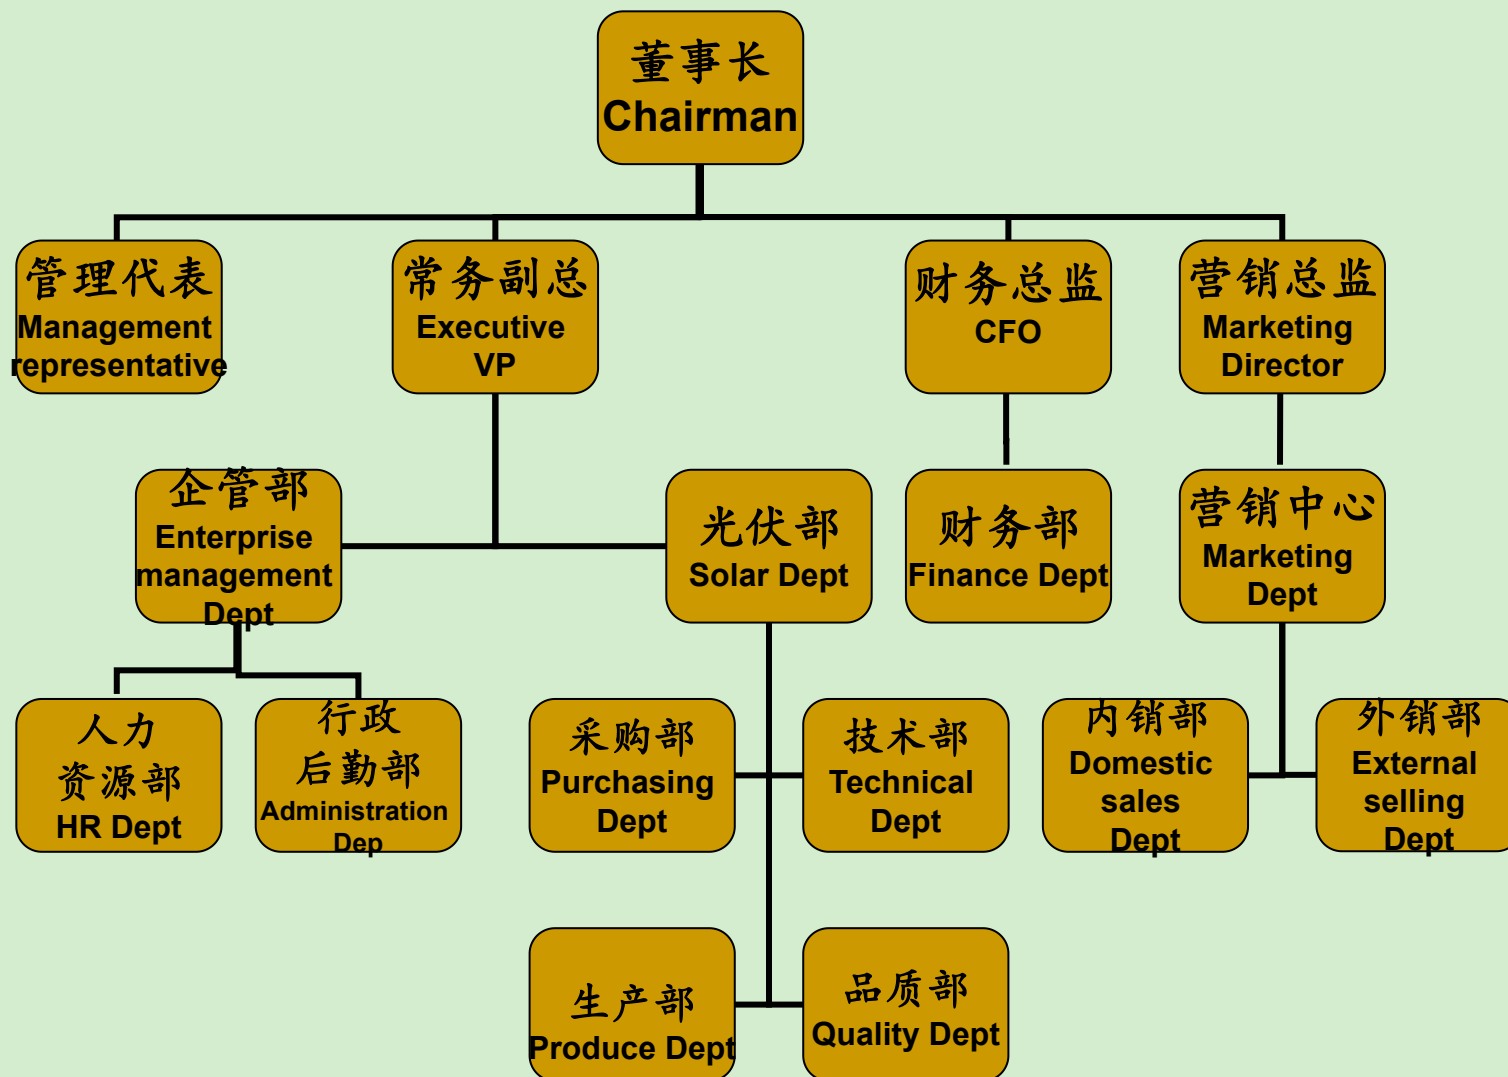 董事长
Chairman
管理代表
Management
representative
常务副总
Executive
VP
财务总监
CFO
营销总监
Marketing
Director
企管部
Enterprise
management
Dept
光伏部
Solar Dept
财务部
Finance Dept
营销中心
Marketing
Dept
人力
资源部
HR Dept
行政
后勤部
Administration
Dep
采购部
Purchasing
Dept
技术部
Technical
Dept
内销部
Domestic
sales
Dept
外销部
External
selling
Dept
生产部
Produce Dept
品质部
Quality Dept